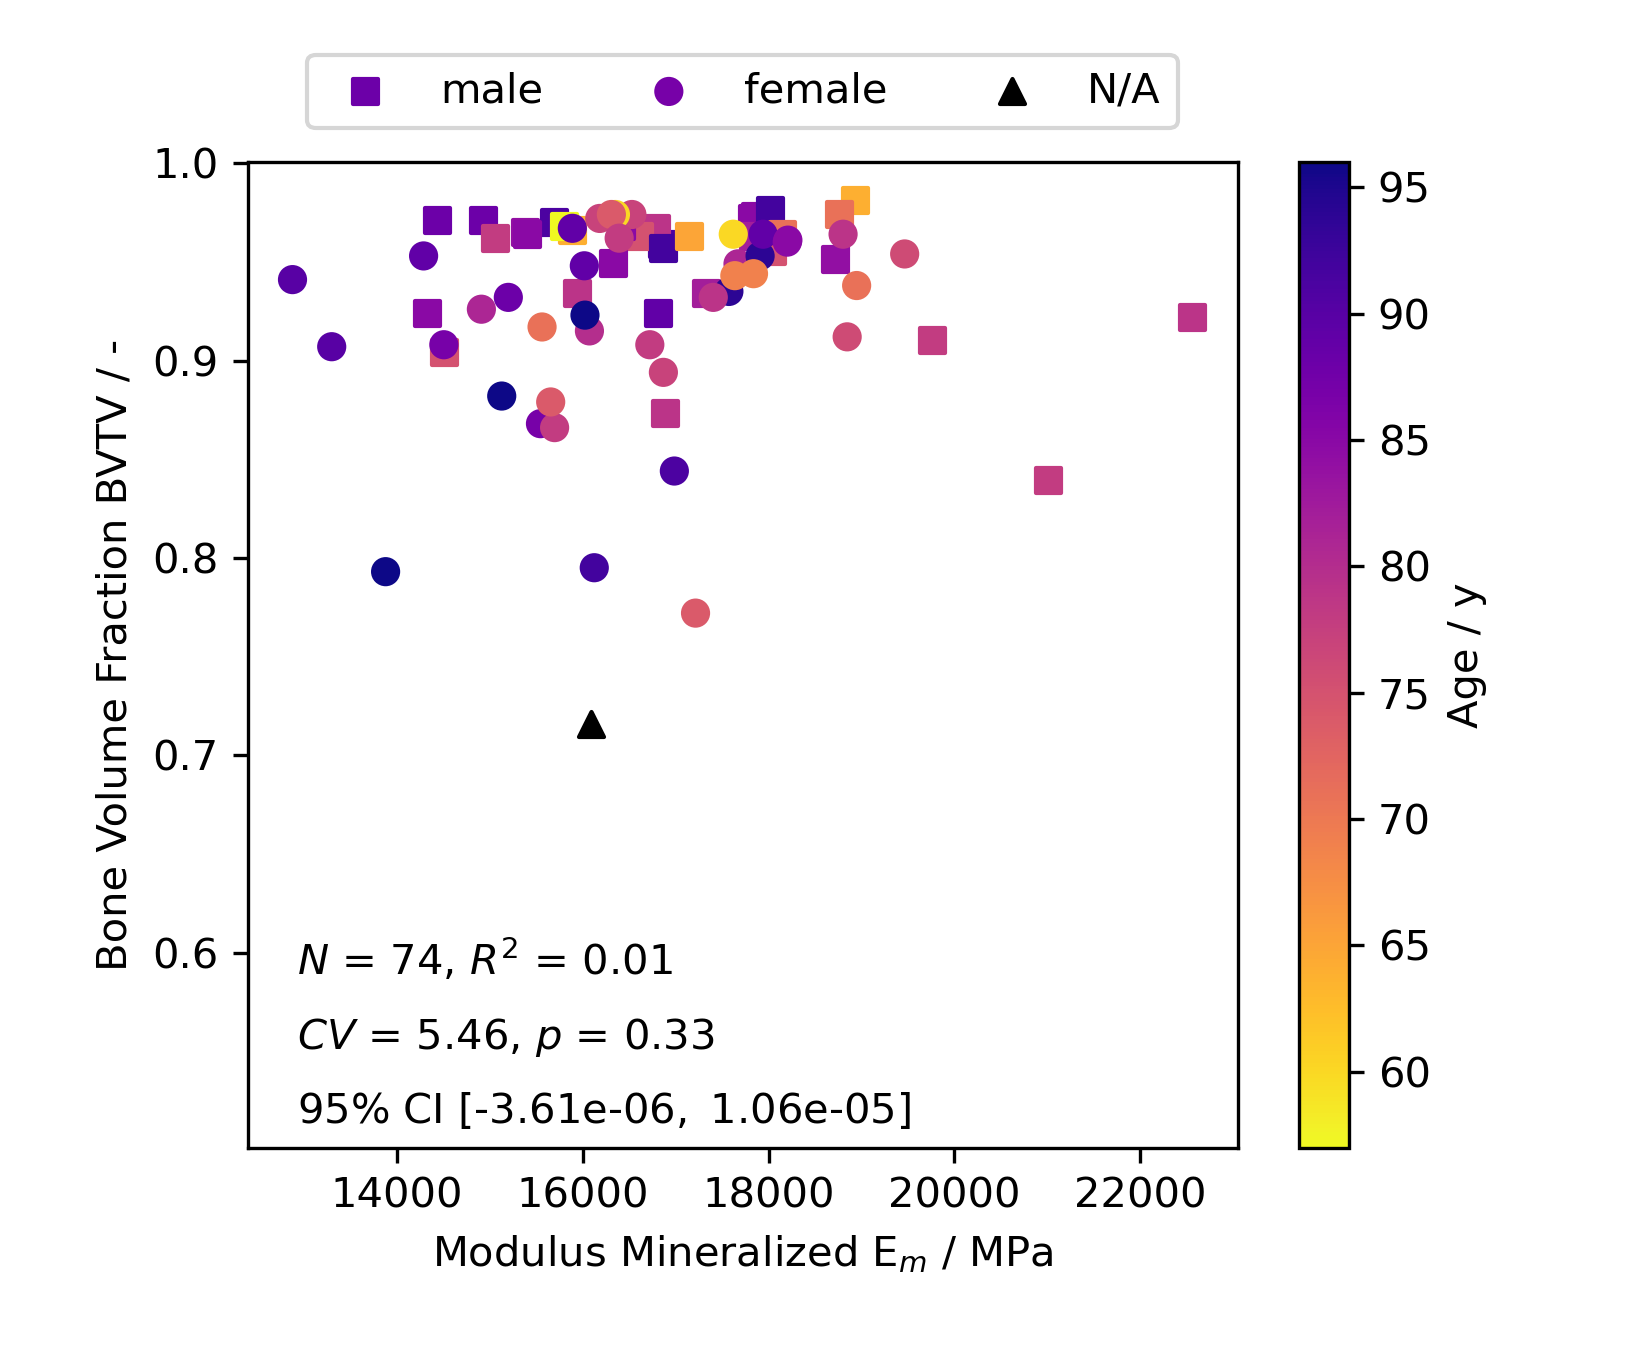 male female N/A
1.0
0.9
0.8
0.7
0.6
Bone Volume Fraction BVTV / -
N = 74, R² = 0.01
CV = 5.46, p = 0.33
95% CI [-3.61e-06, 1.06e-05]
14000 16000 18000 20000 22000
Modulus Mineralized Eₘ / MPa
95
90
85
80
75
70
65
60
Age / y